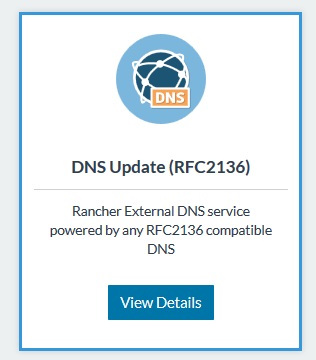 DNS
DNS Update (RFC2136)
Rancher External DNS service
powered by any RFC2136 compatible
DNS
View Details